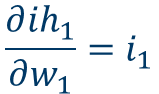 ∂ih₁/∂w₁ = i₁